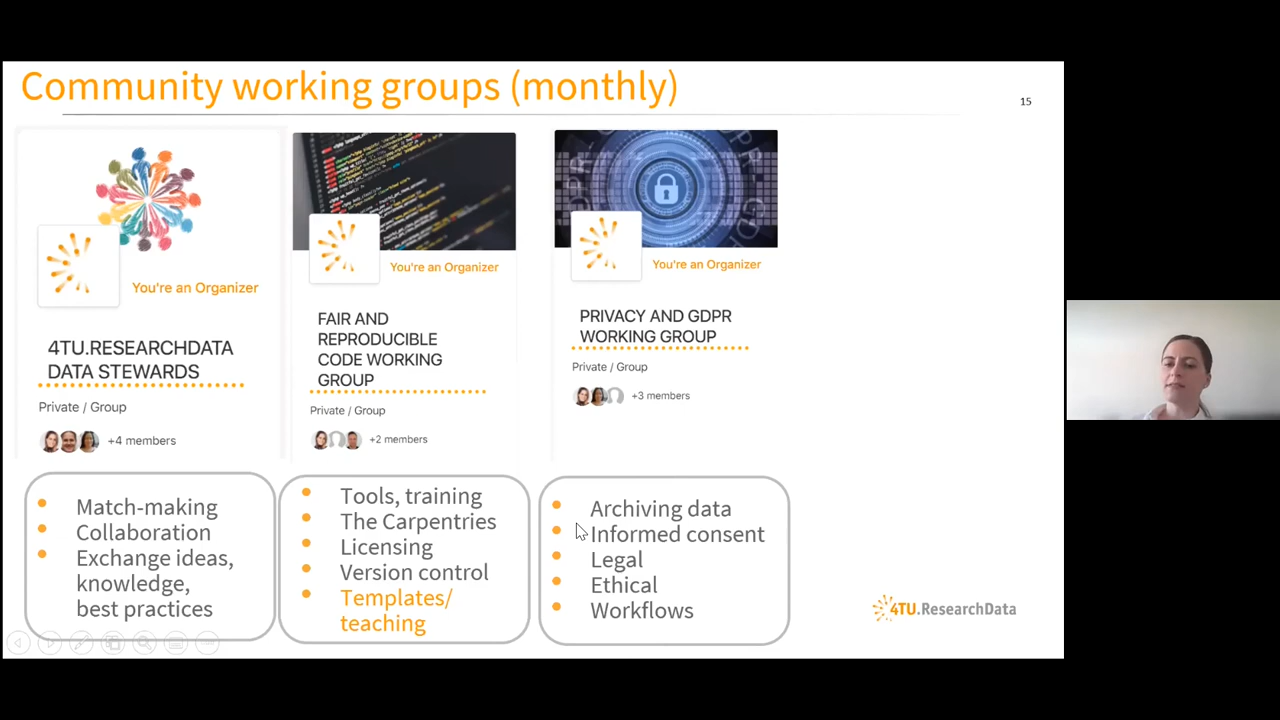 Community working groups (monthly)
15
You're an Organizer
4TU.RESEARCHDATA
DATA STEWARDS
Private / Group
+4 members
Match-making
Collaboration
Exchange ideas,
knowledge,
best practices
You're an Organizer
FAIR AND
REPRODUCIBLE
CODE WORKING
GROUP
Private / Group
+2 members
Tools, training
The Carpentries
Licensing
Version control
Templates/
teaching
GDPR
You're an Organizer
PRIVACY AND GDPR
WORKING GROUP
Private / Group
+3 members
Archiving data
Informed consent
Legal
Ethical
Workflows
4TU.ResearchData